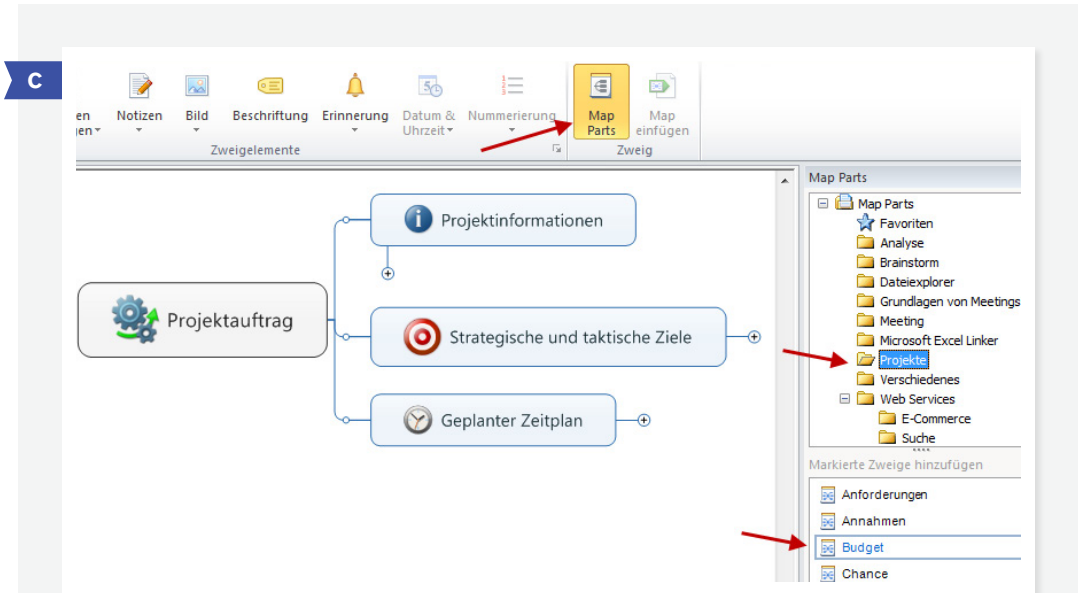 C
en
gen
Notizen
Bild
Beschriftung
Erinnerung
Datum &
Uhrzeit
Nummerierung
Map
Parts
Map
einfügen
Zweigelemente
Zweig
Projektauftrag
Projektinformationen
Strategische und taktische Ziele
Geplanter Zeitplan
Map Parts
Map Parts
Favoriten
Analyse
Brainstorm
Dateiexplorer
Grundlagen von Meetings
Meeting
Microsoft Excel Linker
Projekte
Verschiedenes
Web Services
E-Commerce
Suche
Markierte Zweige hinzufügen
Anforderungen
Annahmen
Budget
Chance